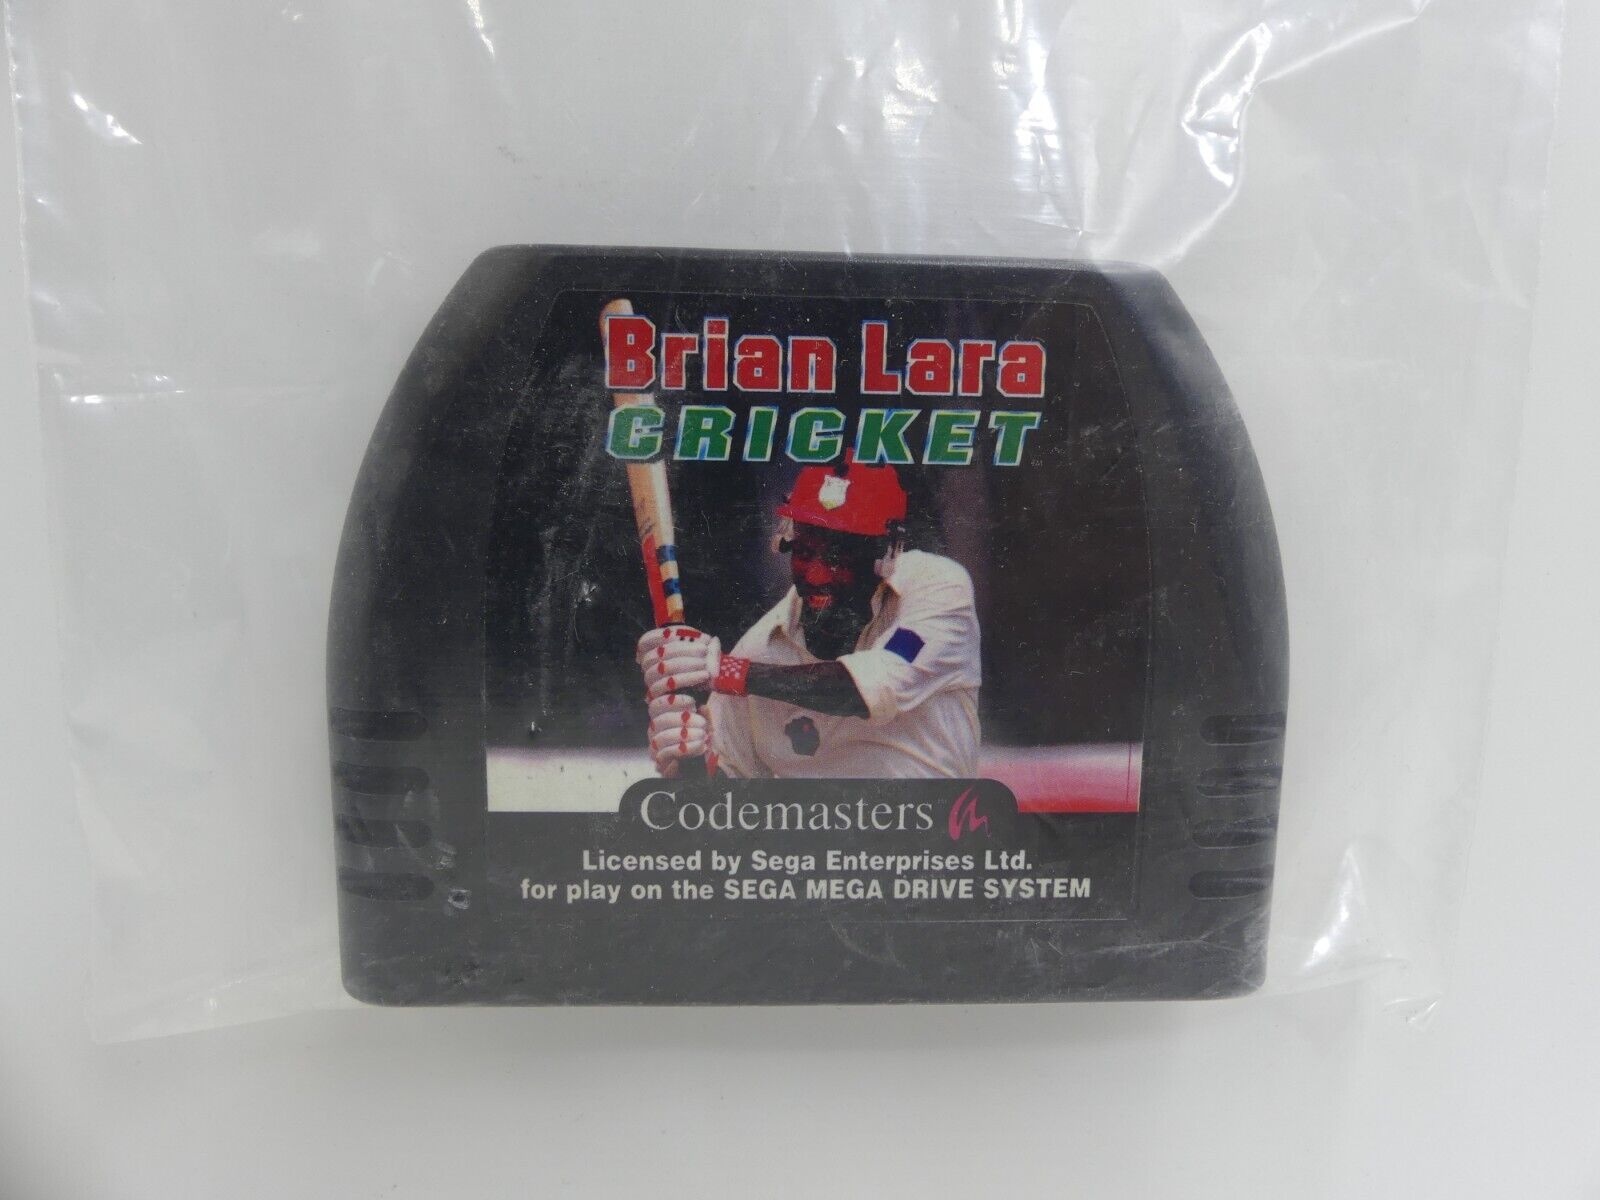 Brian Lara
CRICKET
Codemasters
Licensed by Sega Enterprises Ltd.
for play on the SEGA MEGA DRIVE SYSTEM